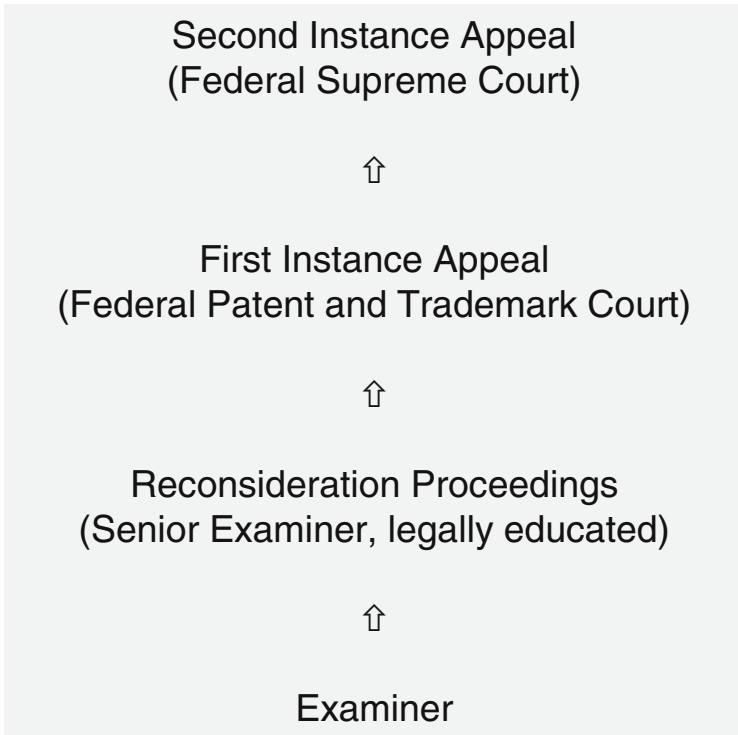 Second Instance Appeal
(Federal Supreme Court)
⇧
First Instance Appeal
(Federal Patent and Trademark Court)
⇧
Reconsideration Proceedings
(Senior Examiner, legally educated)
⇧
Examiner